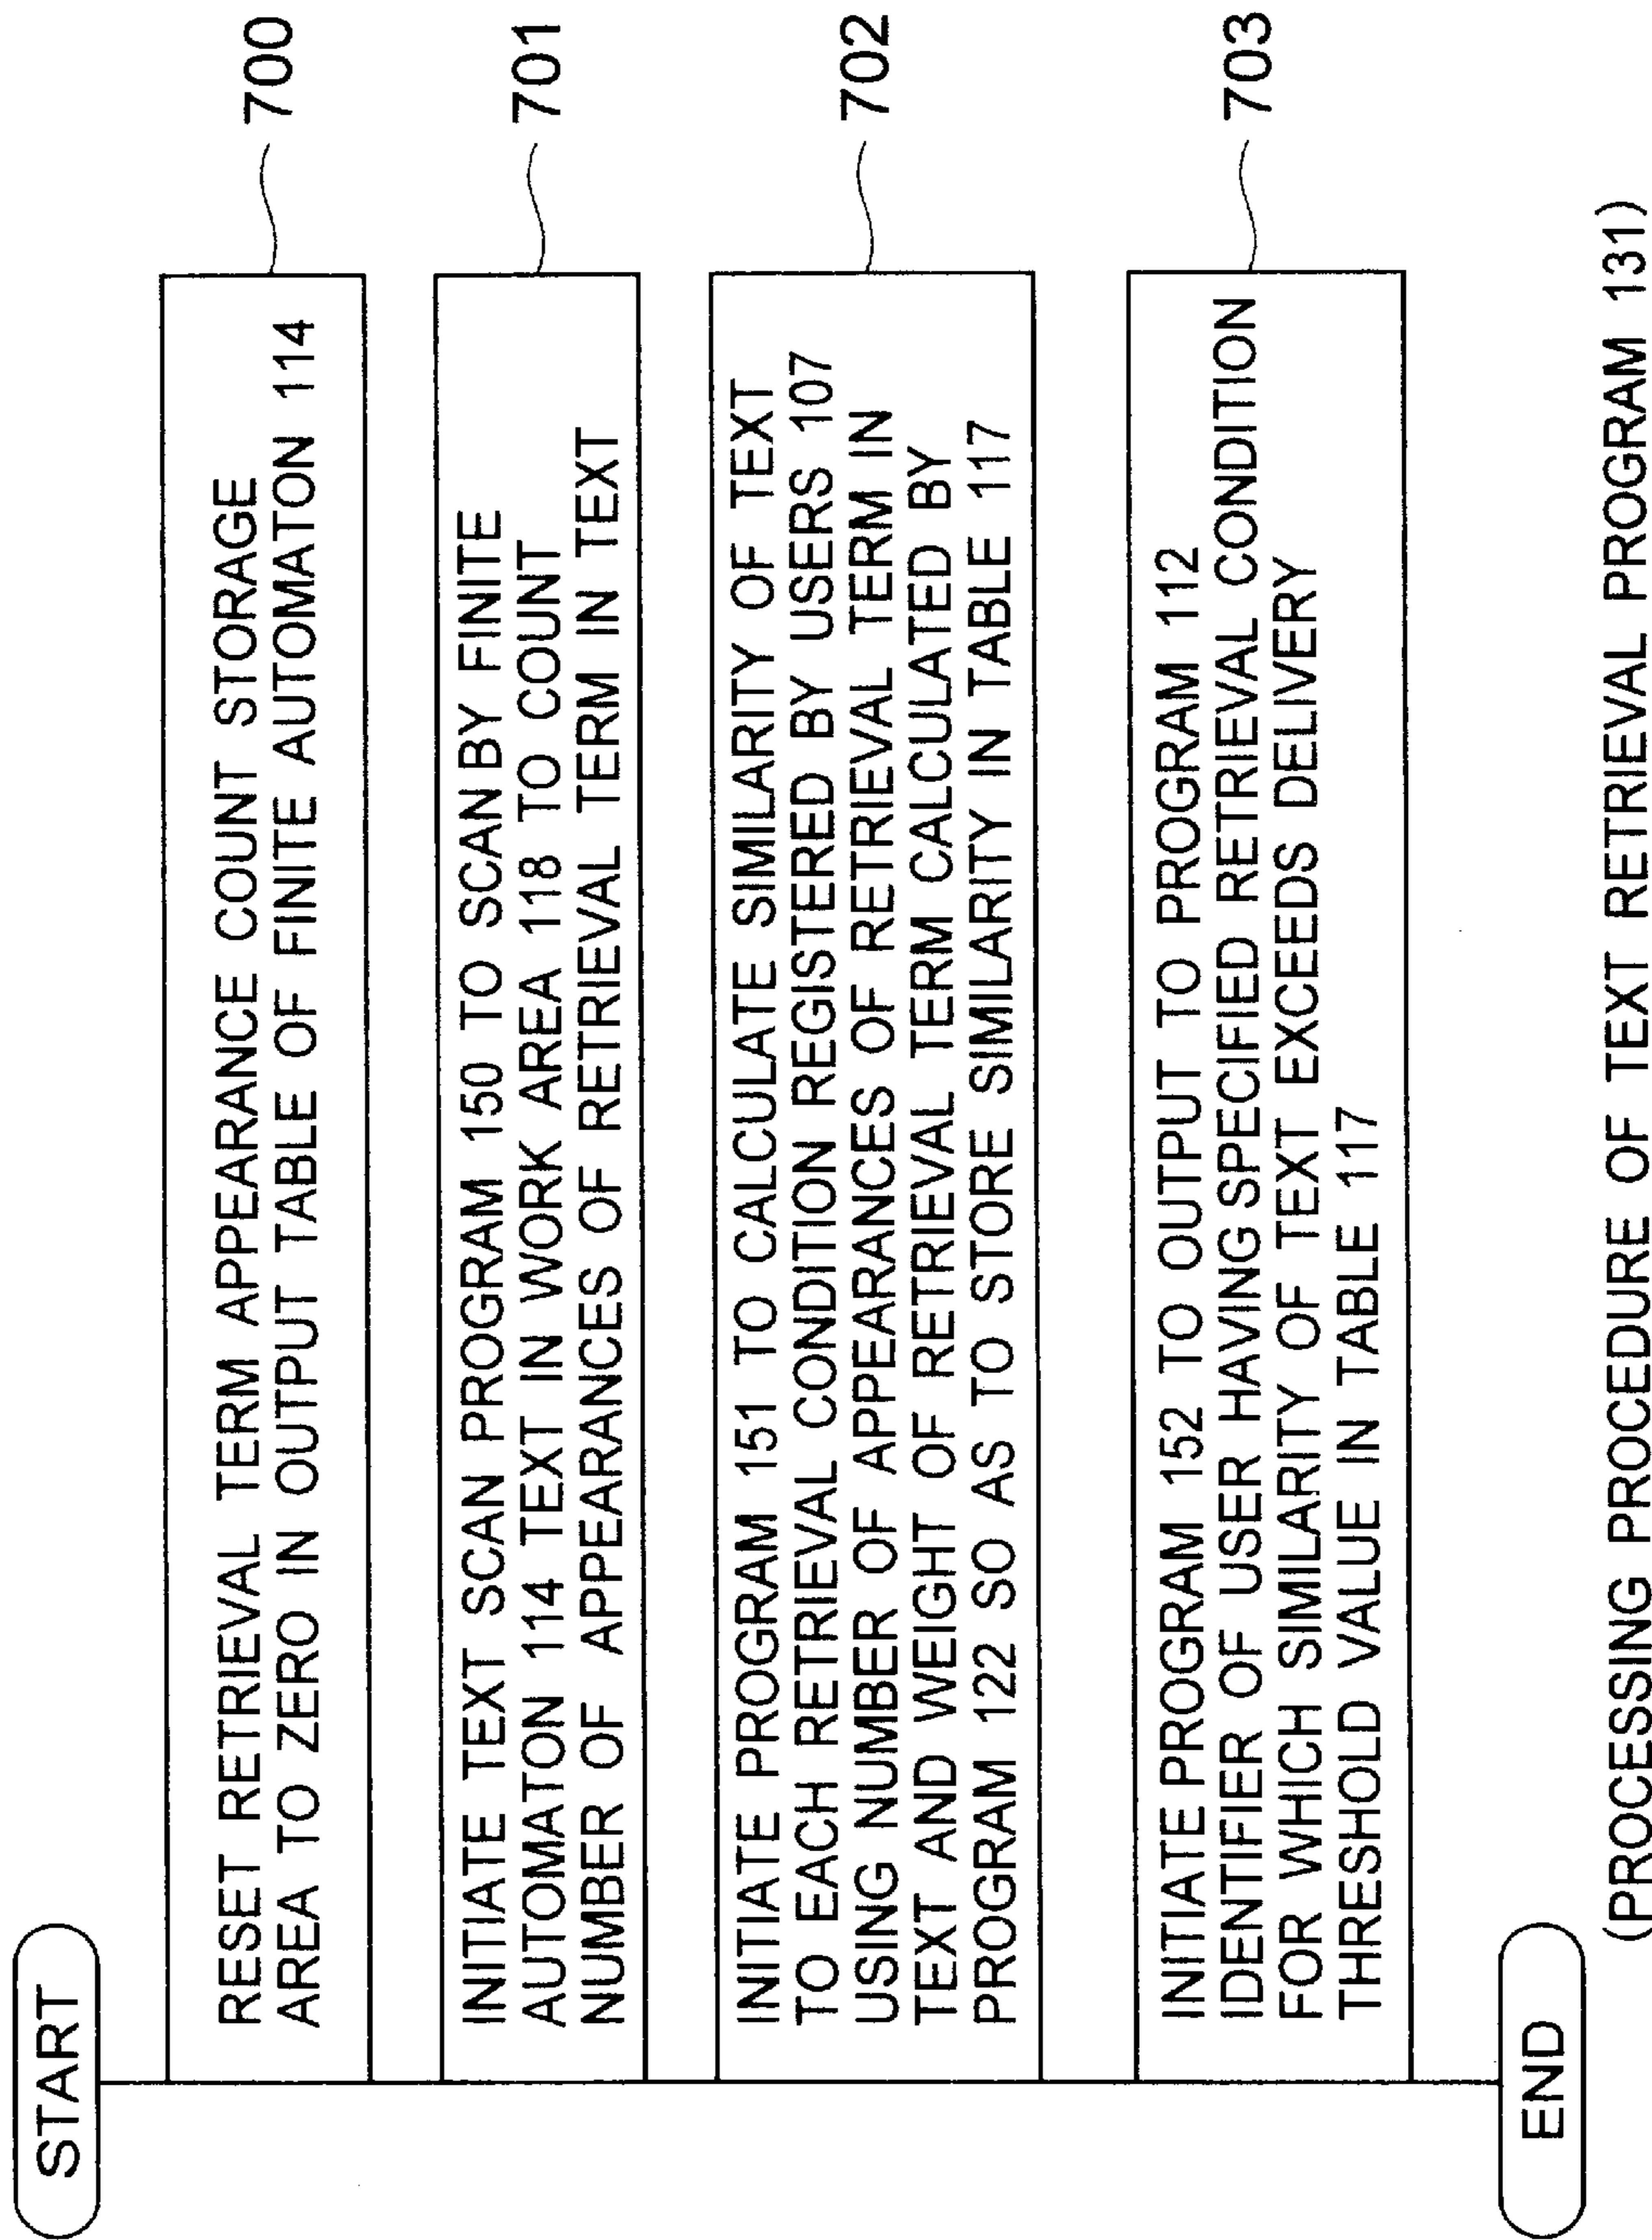 START
RESET RETRIEVAL TERM APPEARANCE COUNT STORAGE
AREA TO ZERO IN OUTPUT TABLE OF FINITE AUTOMATON 114
700
INITIATE TEXT SCAN PROGRAM 150 TO SCAN BY FINITE
AUTOMATON 114 TEXT IN WORK AREA 118 TO COUNT
NUMBER OF APPEARANCES OF RETRIEVAL TERM IN TEXT
701
INITIATE PROGRAM 151 TO CALCULATE SIMILARITY OF TEXT
TO EACH RETRIEVAL CONDITION REGISTERED BY USERS 107
USING NUMBER OF APPEARANCES OF RETRIEVAL TERM IN
TEXT AND WEIGHT OF RETRIEVAL TERM CALCULATED BY
PROGRAM 122 SO AS TO STORE SIMILARITY IN TABLE 117
702
INITIATE PROGRAM 152 TO OUTPUT TO PROGRAM 112
IDENTIFIER OF USER HAVING SPECIFIED RETRIEVAL CONDITION
FOR WHICH SIMILARITY OF TEXT EXCEEDS DELIVERY
THRESHOLD VALUE IN TABLE 117
703
END
(PROCESSING PROCEDURE OF TEXT RETRIEVAL PROGRAM 131)